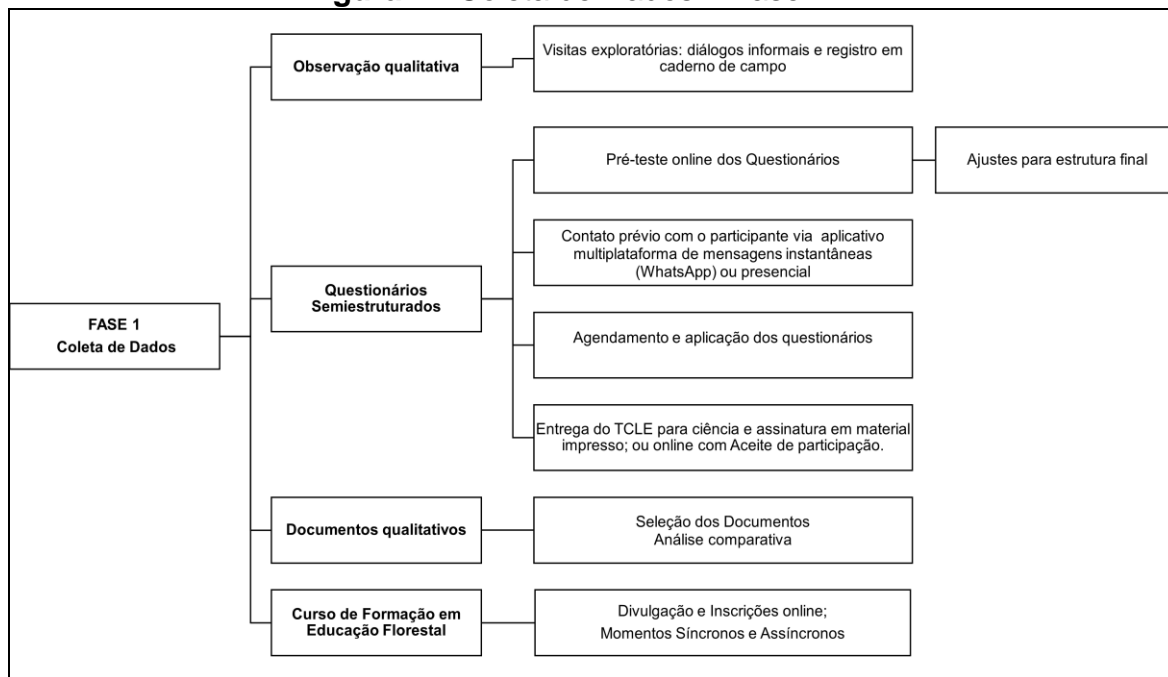 Observação qualitativa
Visitas exploratórias: diálogos informais e registro em
caderno de campo
Pré-teste online dos Questionários
Ajustes para estrutura final
Contato prévio com o participante via aplicativo
multiplataforma de mensagens instantâneas
(WhatsApp) ou presencial
Questionários
Semiestruturados
FASE 1
Coleta de Dados
Agendamento e aplicação dos questionários
Entrega do TCLE para ciência e assinatura em material
impresso; ou online com Aceite de participação.
Documentos qualitativos
Seleção dos Documentos
Análise comparativa
Curso de Formação em
Educação Florestal
Divulgação e Inscrições online;
Momentos Síncronos e Assíncronos